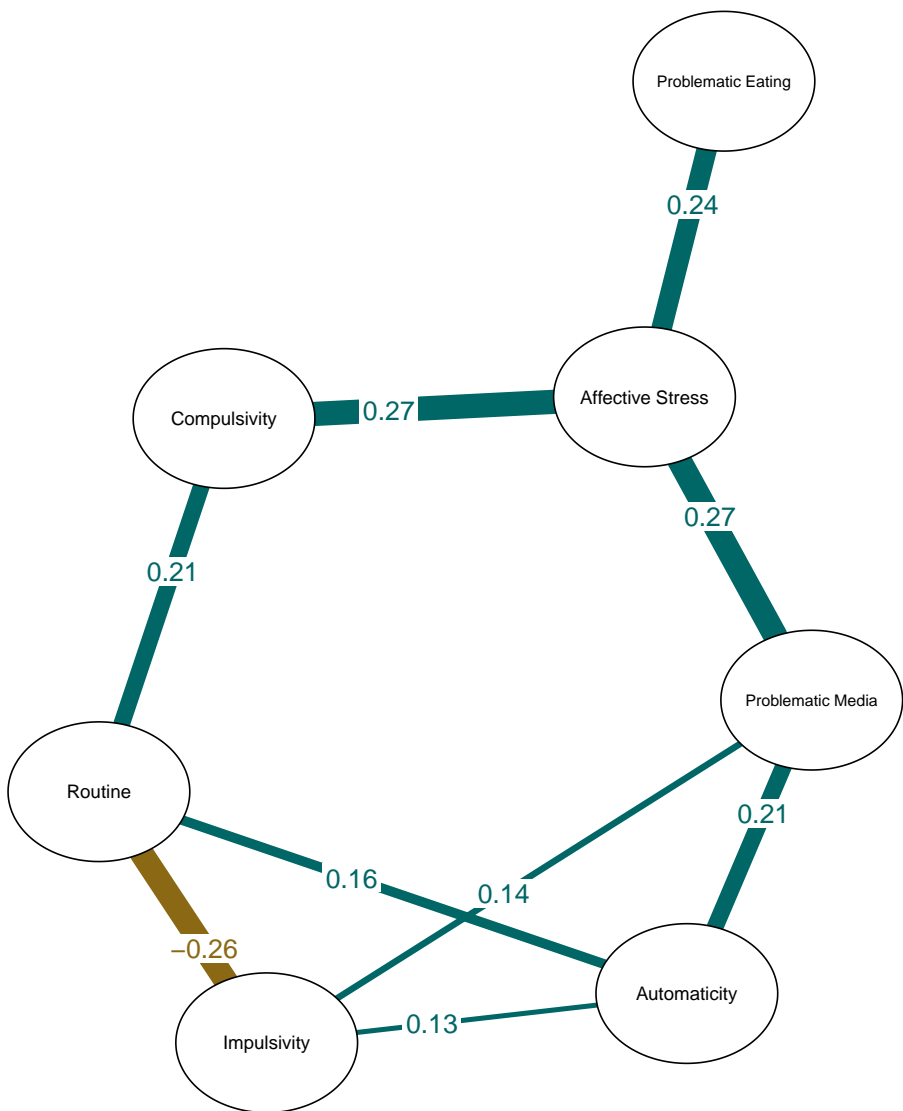 Problematic Eating
0.24
Affective Stress
Compulsivity
0.27
0.27
0.21
Problematic Media
Routine
0.21
0.16
0.14
−0.26
Automaticity
0.13
Impulsivity